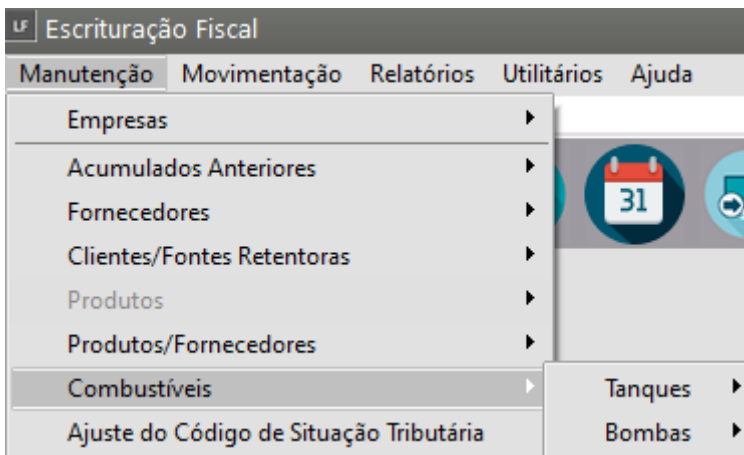 LF Escrituração Fiscal
Manutenção Movimentação Relatórios Utilitários Ajuda
Empresas
Acumulados Anteriores
31
Fornecedores
Clientes/Fontes Retentoras
Produtos
Produtos/Fornecedores
Combustíveis Tanques
Ajuste do Código de Situação Tributária Bombas